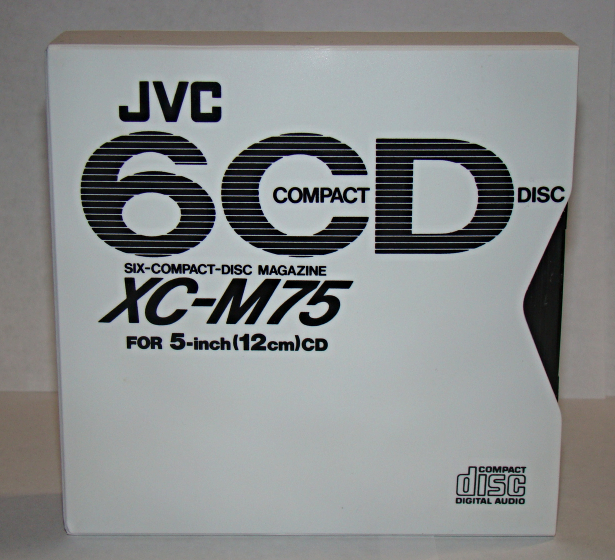 JVC
6CD
COMPACT DISC
SIX-COMPACT-DISC MAGAZINE
XC-M75
FOR 5-inch(12cm)CD
COMPACT
disc
DIGITAL AUDIO